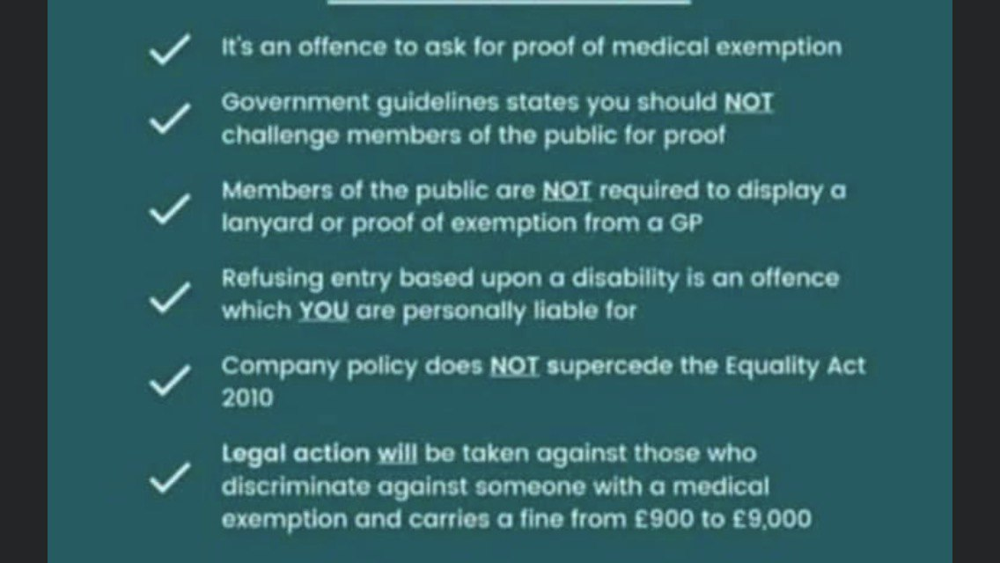 It's an offence to ask for proof of medical exemption
Government guidelines states you should NOT
challenge members of the public for proof
Members of the public are NOT required to display a
lanyard or proof of exemption from a GP
Refusing entry based upon a disability is an offence
which YOU are personally liable for
Company policy does NOT supercede the Equality Act
2010
Legal action will be taken against those who
discriminate against someone with a medical
exemption and carries a fine from £900 to £9,000